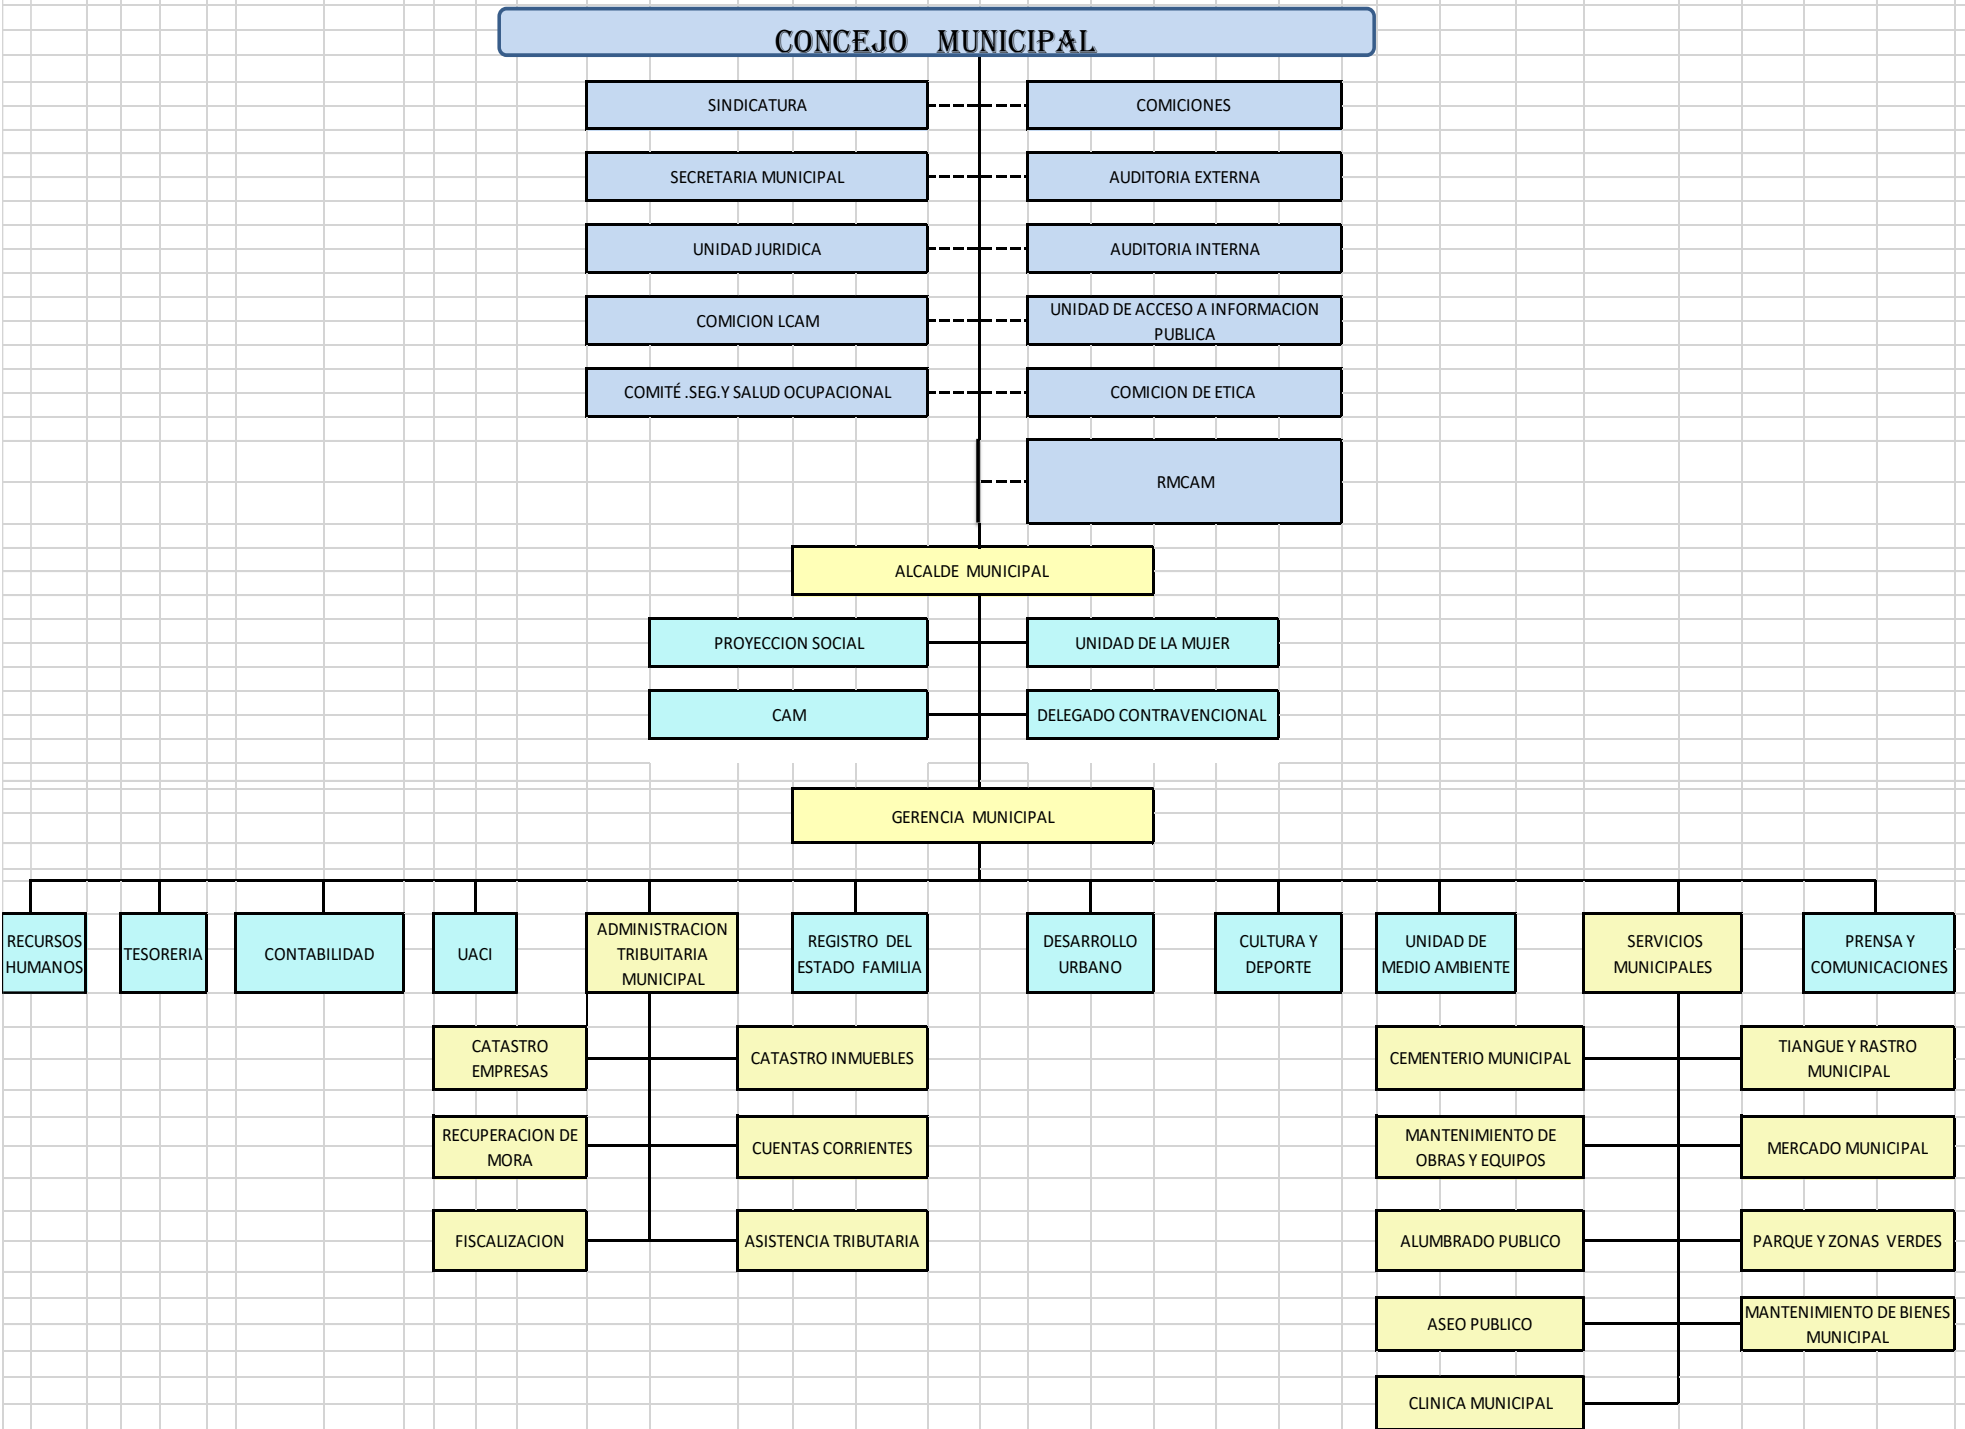 CONCEJO MUNICIPAL
SINDICATURA
COMICIONES
SECRETARIA MUNICIPAL
AUDITORIA EXTERNA
UNIDAD JURIDICA
AUDITORIA INTERNA
COMICION LCAM
UNIDAD DE ACCESO A INFORMACION
PUBLICA
COMITÉ .SEG.Y SALUD OCUPACIONAL
COMICION DE ETICA
RMCAM
ALCALDE MUNICIPAL
PROYECCION SOCIAL
UNIDAD DE LA MUJER
CAM
DELEGADO CONTRAVENCIONAL
GERENCIA MUNICIPAL
RECURSOS
HUMANOS
TESORERIA
CONTABILIDAD
UACI
ADMINISTRACION
TRIBUITARIA
MUNICIPAL
REGISTRO DEL
ESTADO FAMILIA
DESARROLLO
URBANO
CULTURA Y
DEPORTE
UNIDAD DE
MEDIO AMBIENTE
SERVICIOS
MUNICIPALES
PRENSA Y
COMUNICACIONES
CATASTRO
EMPRESAS
CATASTRO INMUEBLES
CEMENTERIO MUNICIPAL
TIANGUE Y RASTRO
MUNICIPAL
RECUPERACION DE
MORA
CUENTAS CORRIENTES
MANTENIMIENTO DE
OBRAS Y EQUIPOS
MERCADO MUNICIPAL
FISCALIZACION
ASISTENCIA TRIBUTARIA
ALUMBRADO PUBLICO
PARQUE Y ZONAS VERDES
ASEO PUBLICO
MANTENIMIENTO DE BIENES
MUNICIPAL
CLINICA MUNICIPAL